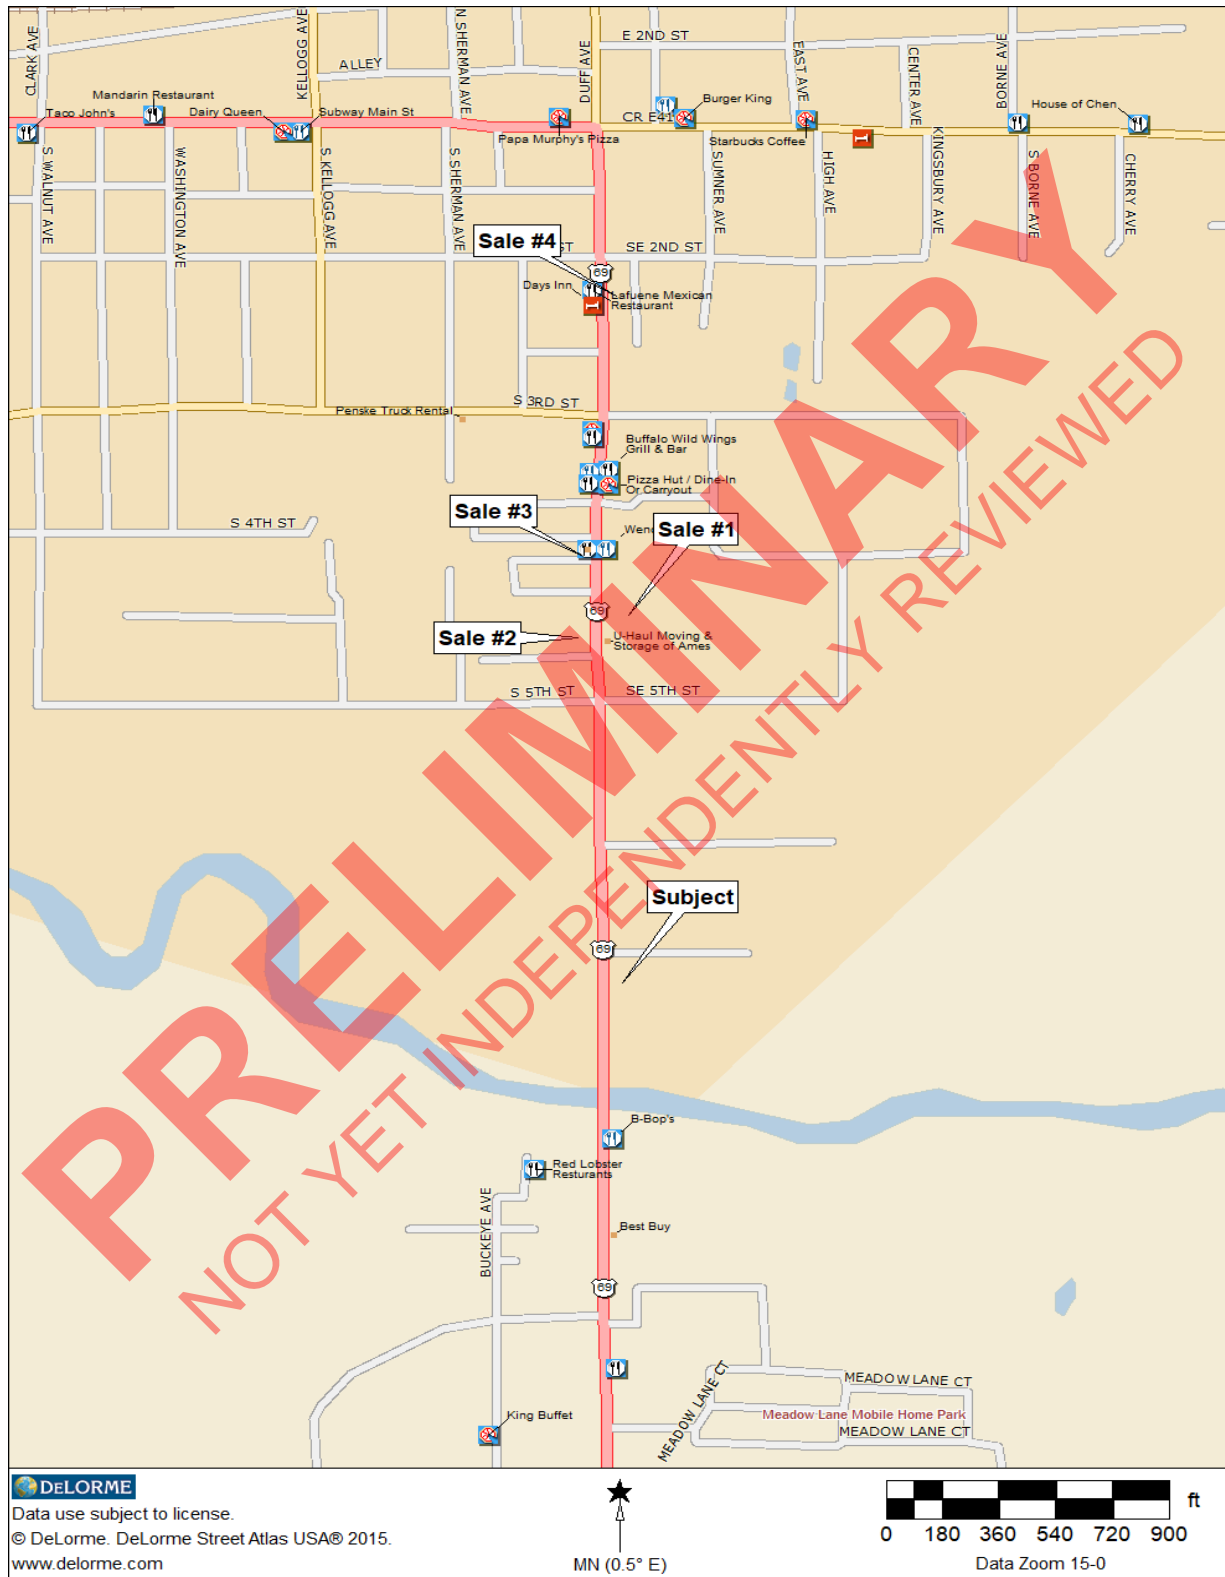 CLARK AVE
KELLOGG AVE
N SHERMAN AVE
DUFF AVE
E 2ND ST
EAST AVE
CENTER AVE
BORNE AVE
ALLEY
Mandarin Restaurant
Taco John's
Dairy Queen
Subway Main St
Papa Murphy's Pizza
CR E41
Burger King
Starbucks Coffee
House of Chen
S WALNUT AVE
WASHINGTON AVE
S KELLOGG AVE
S SHERMAN AVE
SUMNER AVE
HIGH AVE
KINGSBURY AVE
S BORNE AVE
CHERRY AVE
Sale #4
ST
SE 2ND ST
69
Days Inn
Lafuene Mexican
Restaurant
S 3RD ST
Penske Truck Rental
Buffalo Wild Wings
Grill & Bar
Pizza Hut / Dine-In
Or Carryout
Sale #3
S 4TH ST
Wen
Sale #1
69
Sale #2
U-Haul Moving &
Storage of Ames
S 5TH ST
SE 5TH ST
Subject
69
B-Bop's
Red Lobster
Resturants
BUCKEYE AVE
Best Buy
69
MEADOW LANE CT
MEADOW LANE CT
Meadow Lane Mobile Home Park
MEADOW LANE CT
King Buffet
PRELIMINARY
NOT YET INDEPENDENTLY REVIEWED
DELORME
Data use subject to license.
© DeLorme. DeLorme Street Atlas USA® 2015.
www.delorme.com
MN (0.5° E)
ft
0 180 360 540 720 900
Data Zoom 15-0